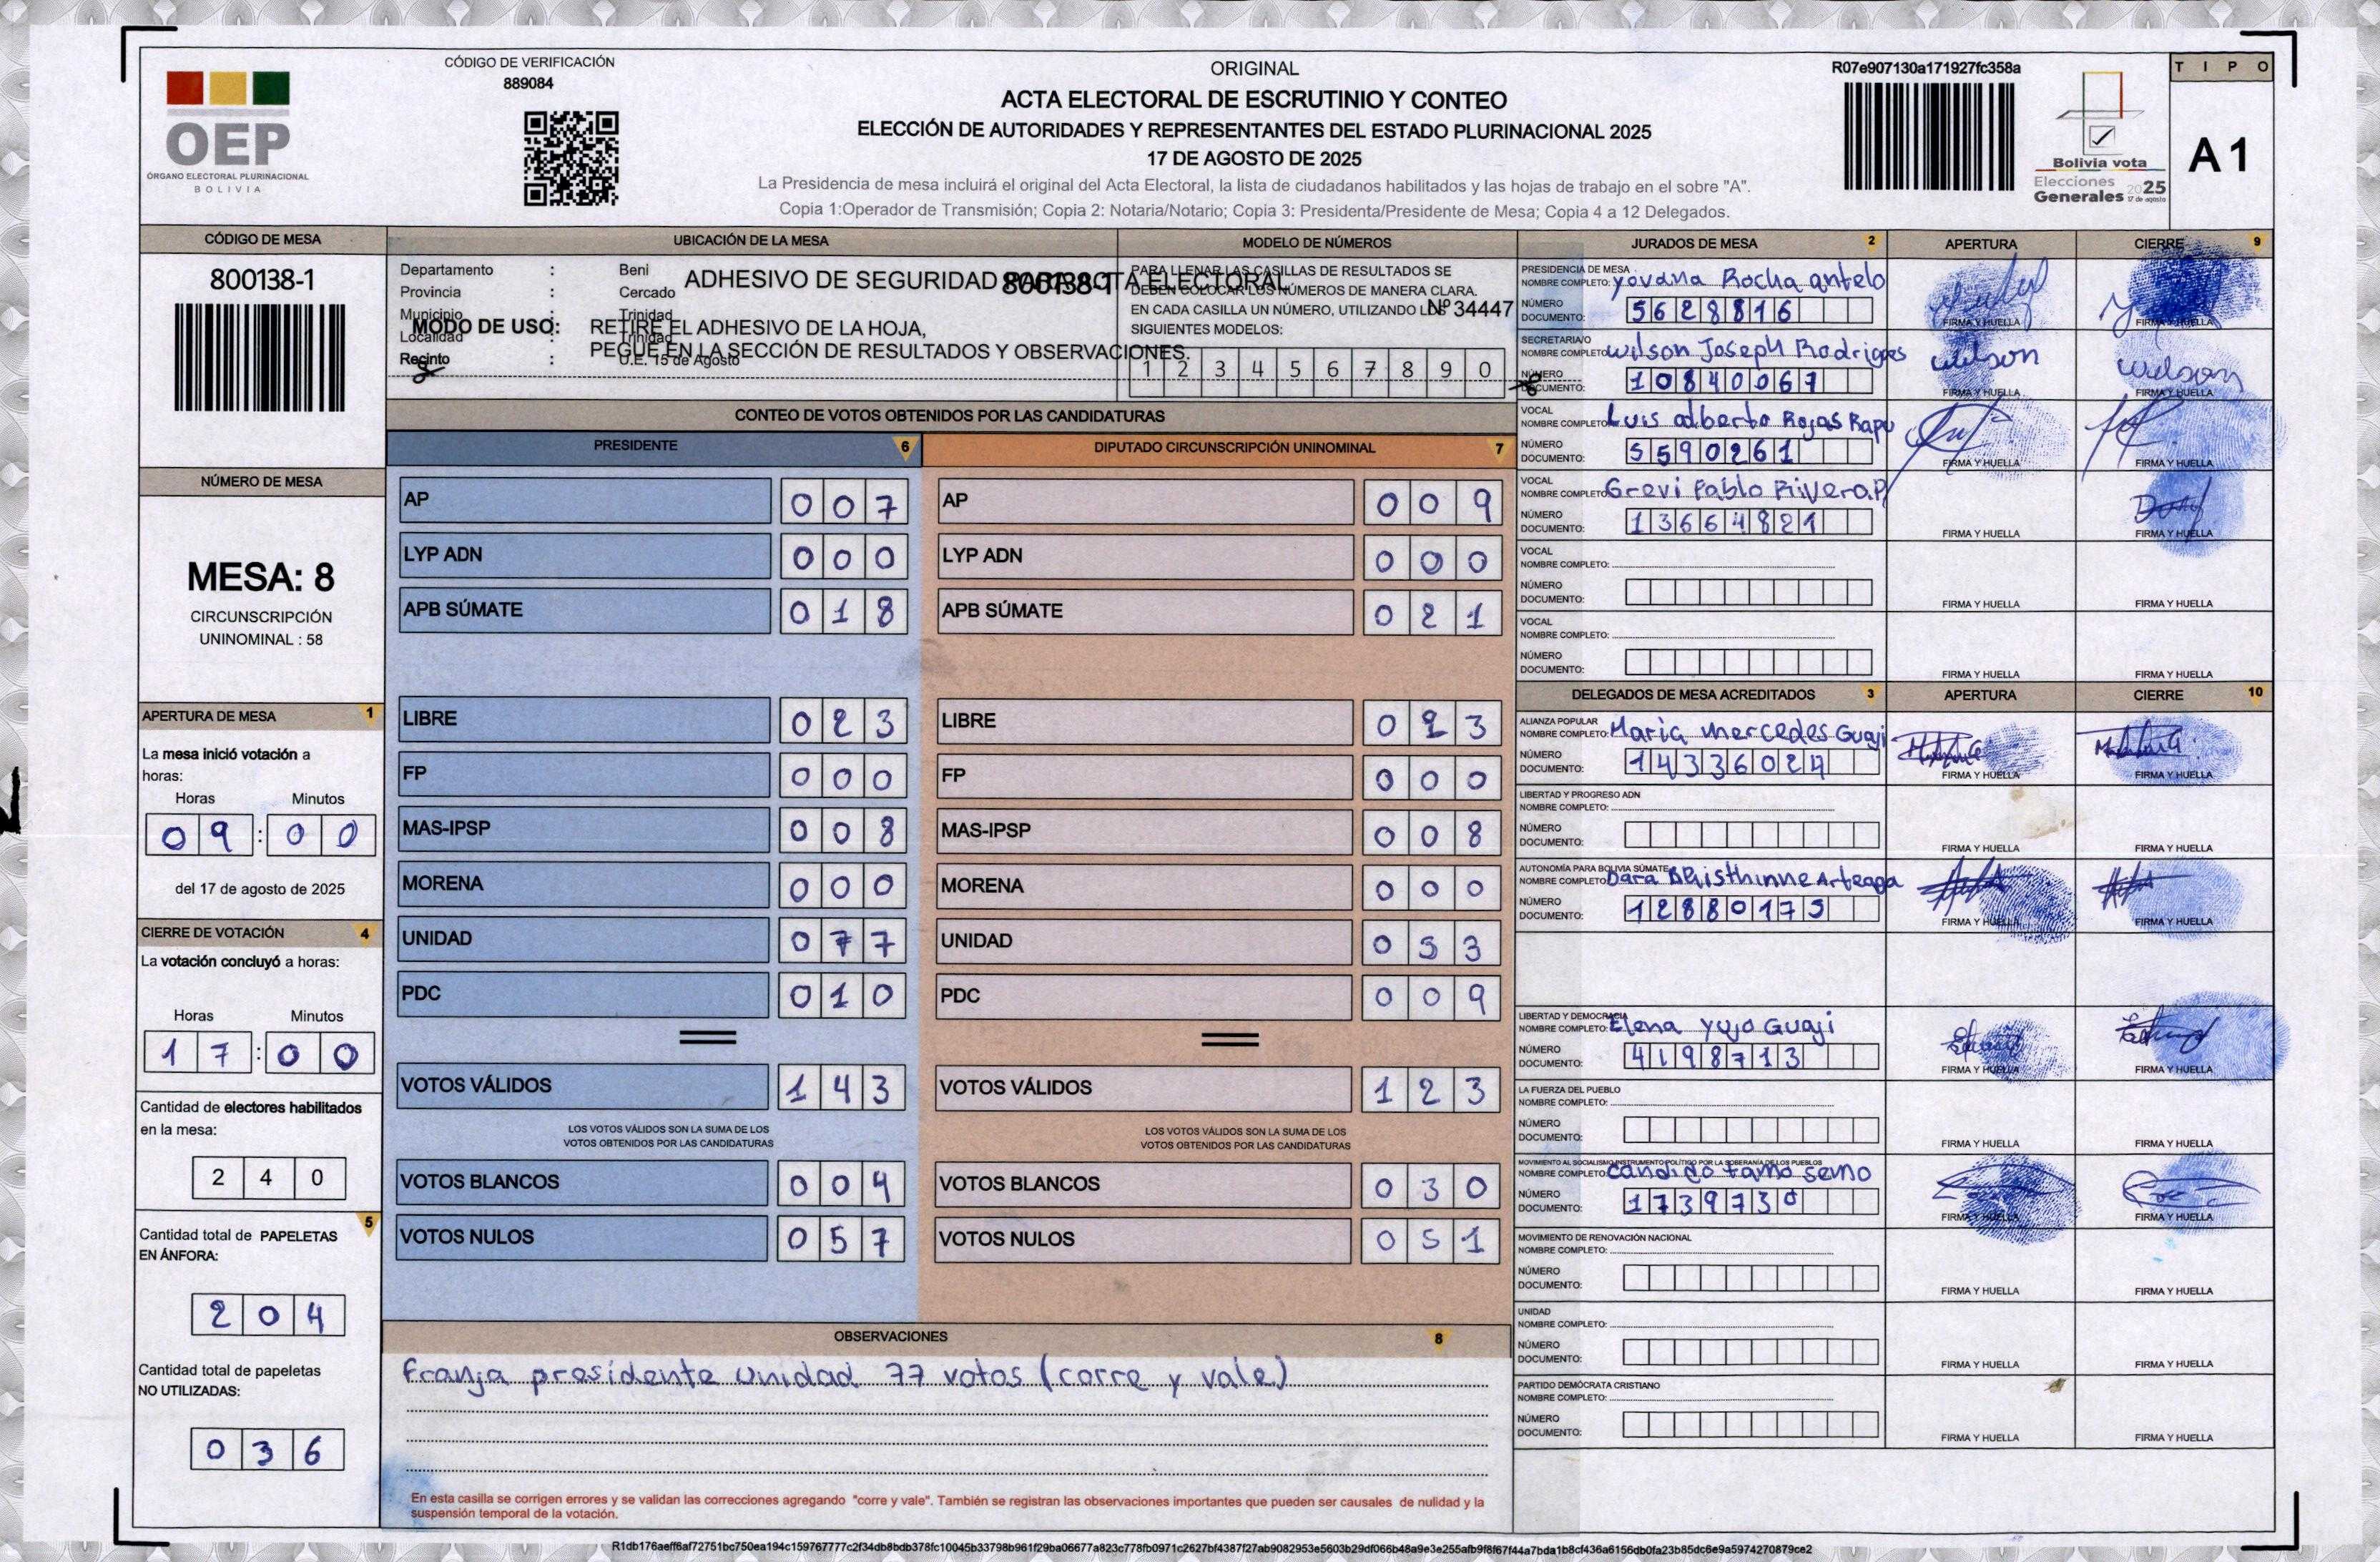 CÓDIGO DE VERIFICACIÓN
889084
OEP
ÓRGANO ELECTORAL PLURINACIONAL
BOLIVIA
ORIGINAL
ACTA ELECTORAL DE ESCRUTINIO Y CONTEO
ELECCIÓN DE AUTORIDADES Y REPRESENTANTES DEL ESTADO PLURINACIONAL 2025
17 DE AGOSTO DE 2025
La Presidencia de mesa incluirá el original del Acta Electoral, la lista de ciudadanos habilitados y las hojas de trabajo en el sobre "A".
Copia 1:Operador de Transmisión; Copia 2: Notaria/Notario; Copia 3: Presidenta/Presidente de Mesa; Copia 4 a 12 Delegados.
R07e907130a171927fc358a
Bolivia vota
Elecciones
Generales 2025
17 de agosto
TIPO
A1
CÓDIGO DE MESA
800138-1
NÚMERO DE MESA
MESA: 8
CIRCUNSCRIPCIÓN
UNINOMINAL : 58
APERTURA DE MESA 1
La mesa inició votación a
horas:
Horas Minutos
09:00
del 17 de agosto de 2025
CIERRE DE VOTACIÓN 4
La votación concluyó a horas:
Horas Minutos
17:00
Cantidad de electores habilitados
en la mesa:
240
5
Cantidad total de PAPELETAS
EN ÁNFORA:
204
Cantidad total de papeletas
NO UTILIZADAS:
036
UBICACIÓN DE LA MESA
Departamento : Beni
Provincia : Cercado
Municipio : Trinidad
Localidad : Trinidad
Recinto : U.E. 15 de Agosto
ADHESIVO DE SEGURIDAD PARA ACTA ELECTORAL
800138-1
Nº 34447
MODO DE USO: RETIRE EL ADHESIVO DE LA HOJA,
PEGUE EN LA SECCIÓN DE RESULTADOS Y OBSERVACIONES.
MODELO DE NÚMEROS
PARA LLENAR LAS CASILLAS DE RESULTADOS SE
DEBEN COLOCAR LOS NÚMEROS DE MANERA CLARA.
EN CADA CASILLA UN NÚMERO, UTILIZANDO LOS
SIGUIENTES MODELOS:
1 2 3 4 5 6 7 8 9 0
CONTEO DE VOTOS OBTENIDOS POR LAS CANDIDATURAS
PRESIDENTE 6
AP 007
LYP ADN 000
APB SÚMATE 018
LIBRE 023
FP 000
MAS-IPSP 008
MORENA 000
UNIDAD 077
PDC 010
VOTOS VÁLIDOS 143
LOS VOTOS VÁLIDOS SON LA SUMA DE LOS
VOTOS OBTENIDOS POR LAS CANDIDATURAS
VOTOS BLANCOS 004
VOTOS NULOS 057
DIPUTADO CIRCUNSCRIPCIÓN UNINOMINAL 7
AP 009
LYP ADN 000
APB SÚMATE 021
LIBRE 023
FP 000
MAS-IPSP 008
MORENA 000
UNIDAD 053
PDC 009
VOTOS VÁLIDOS 123
LOS VOTOS VÁLIDOS SON LA SUMA DE LOS
VOTOS OBTENIDOS POR LAS CANDIDATURAS
VOTOS BLANCOS 030
VOTOS NULOS 051
OBSERVACIONES 8
Franja presidente Unidad 77 votos (corre y vale)
En esta casilla se corrigen errores y se validan las correcciones agregando "corre y vale". También se registran las observaciones importantes que pueden ser causales de nulidad y la
suspensión temporal de la votación.
JURADOS DE MESA 2 APERTURA CIERRE 9
PRESIDENCIA DE MESA
NOMBRE COMPLETO: yovana Rocha antelo
NÚMERO
DOCUMENTO: 5628816
FIRMA Y HUELLA FIRMA Y HUELLA
SECRETARIA/O
NOMBRE COMPLETO: Wilson Joseph Rodrigues
NÚMERO
DOCUMENTO: 10840067
wilson wilson
FIRMA Y HUELLA FIRMA Y HUELLA
VOCAL
NOMBRE COMPLETO: Luis alberto Rojas Rapu
NÚMERO
DOCUMENTO: 5590261
FIRMA Y HUELLA FIRMA Y HUELLA
VOCAL
NOMBRE COMPLETO: Grevi Pablo Rivero.P
NÚMERO
DOCUMENTO: 13664821
FIRMA Y HUELLA FIRMA Y HUELLA
VOCAL
NOMBRE COMPLETO:
NÚMERO
DOCUMENTO:
FIRMA Y HUELLA FIRMA Y HUELLA
VOCAL
NOMBRE COMPLETO:
NÚMERO
DOCUMENTO:
FIRMA Y HUELLA FIRMA Y HUELLA
DELEGADOS DE MESA ACREDITADOS 3 APERTURA CIERRE 10
ALIANZA POPULAR
NOMBRE COMPLETO: Maria mercedes Guaji
NÚMERO
DOCUMENTO: 14336024
FIRMA Y HUELLA FIRMA Y HUELLA
LIBERTAD Y PROGRESO ADN
NOMBRE COMPLETO:
NÚMERO
DOCUMENTO:
FIRMA Y HUELLA FIRMA Y HUELLA
AUTONOMÍA PARA BOLIVIA SÚMATE
NOMBRE COMPLETO: Dara Arteaga
NÚMERO
DOCUMENTO: 12880175
FIRMA Y HUELLA FIRMA Y HUELLA
LIBERTAD Y DEMOCRACIA
NOMBRE COMPLETO: Elena yujo Guaji
NÚMERO
DOCUMENTO: 4198713
FIRMA Y HUELLA FIRMA Y HUELLA
LA FUERZA DEL PUEBLO
NOMBRE COMPLETO:
NÚMERO
DOCUMENTO:
FIRMA Y HUELLA FIRMA Y HUELLA
MOVIMIENTO AL SOCIALISMO-INSTRUMENTO POLÍTICO POR LA SOBERANÍA DE LOS PUEBLOS
NOMBRE COMPLETO: candido tamo semo
NÚMERO
DOCUMENTO: 1739730
FIRMA Y HUELLA FIRMA Y HUELLA
MOVIMIENTO DE RENOVACIÓN NACIONAL
NOMBRE COMPLETO:
NÚMERO
DOCUMENTO:
FIRMA Y HUELLA FIRMA Y HUELLA
UNIDAD
NOMBRE COMPLETO:
NÚMERO
DOCUMENTO:
FIRMA Y HUELLA FIRMA Y HUELLA
PARTIDO DEMÓCRATA CRISTIANO
NOMBRE COMPLETO:
NÚMERO
DOCUMENTO:
FIRMA Y HUELLA FIRMA Y HUELLA